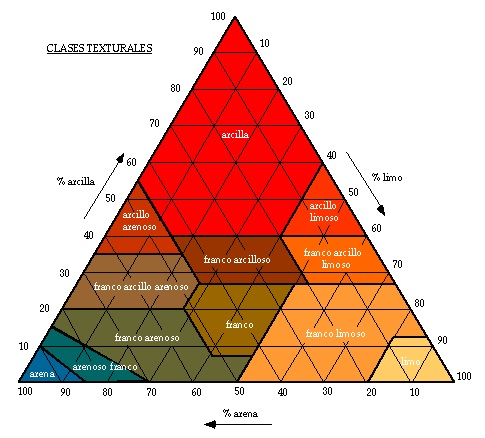 CLASES TEXTURALES
100
90
10
80
20
70
30
arcilla
60
40
% arcilla
% limo
50
50
arcillo
arenoso
arcillo
limoso
40
60
franco arcilloso
franco arcillo
limoso
30
70
franco arcillo arenoso
20
80
franco
franco arenoso
franco limoso
10
90
arena
arenoso franco
limo
100
100
90
80
70
60
50
40
30
20
10
% arena